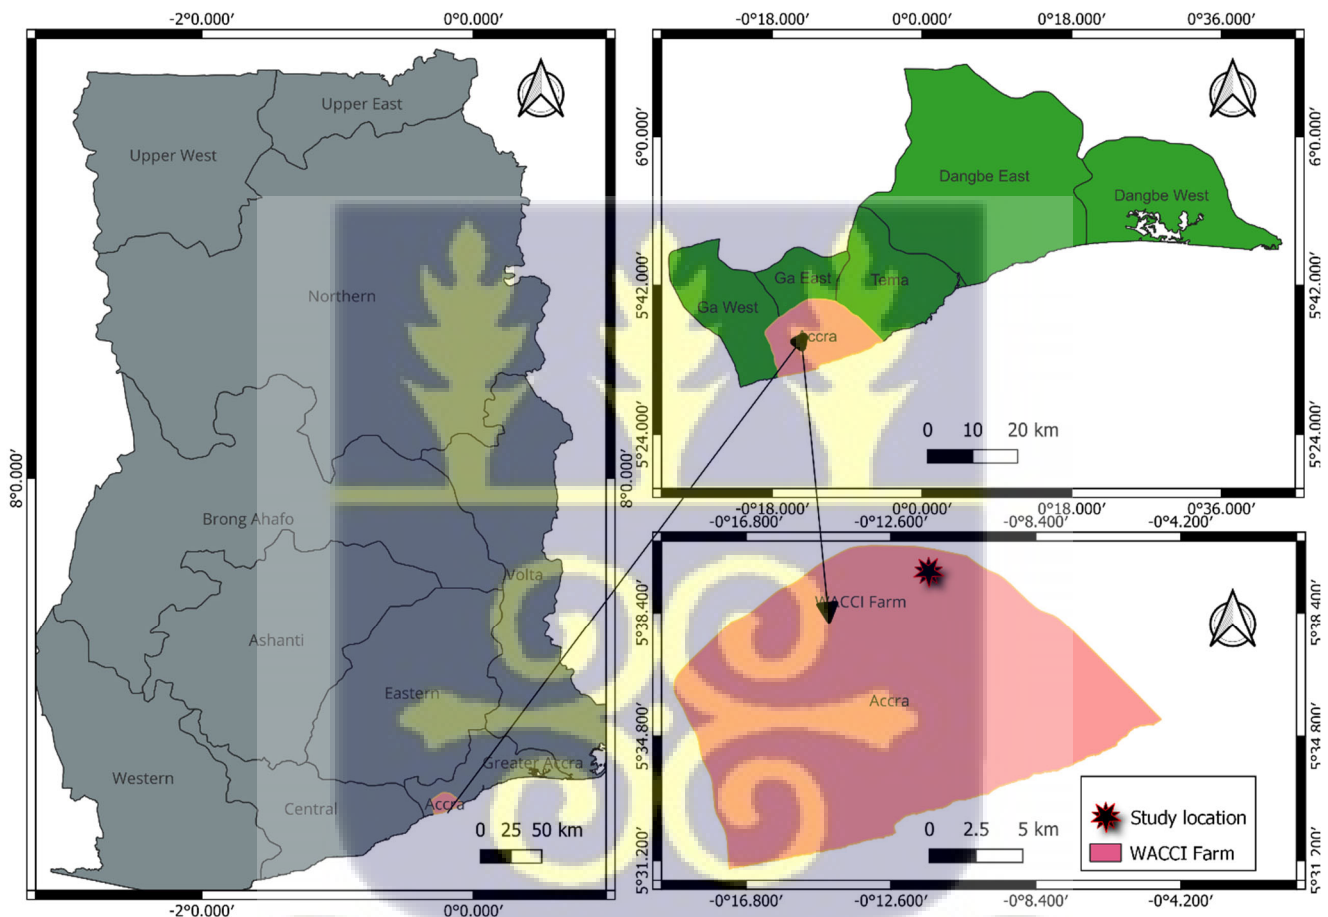 -2°0.000′ 0°0.000′
Upper East
Upper West
Northern
8°0.000′ 8°0.000′
Brong Ahafo
Volta
Ashanti
Eastern
Greater Accra
Western
Central
Accra
0 25 50 km
-2°0.000′ 0°0.000′
-0°18.000′ 0°0.000′ 0°18.000′ 0°36.000′
6°0.000′ 6°0.000′
Dangbe East
Dangbe West
5°42.000′ 5°42.000′
Ga East
Tema
Ga West
Accra
5°24.000′ 5°24.000′
0 10 20 km
-0°18.000′ 0°0.000′ 0°18.000′ 0°36.000′
-0°16.800′ -0°12.600′ -0°8.400′ -0°4.200′
5°38.400′ 5°38.400′
WACCI Farm
Accra
5°34.800′ 5°34.800′
Study location
WACCI Farm
0 2.5 5 km
5°31.200′ 5°31.200′
-0°16.800′ -0°12.600′ -0°8.400′ -0°4.200′